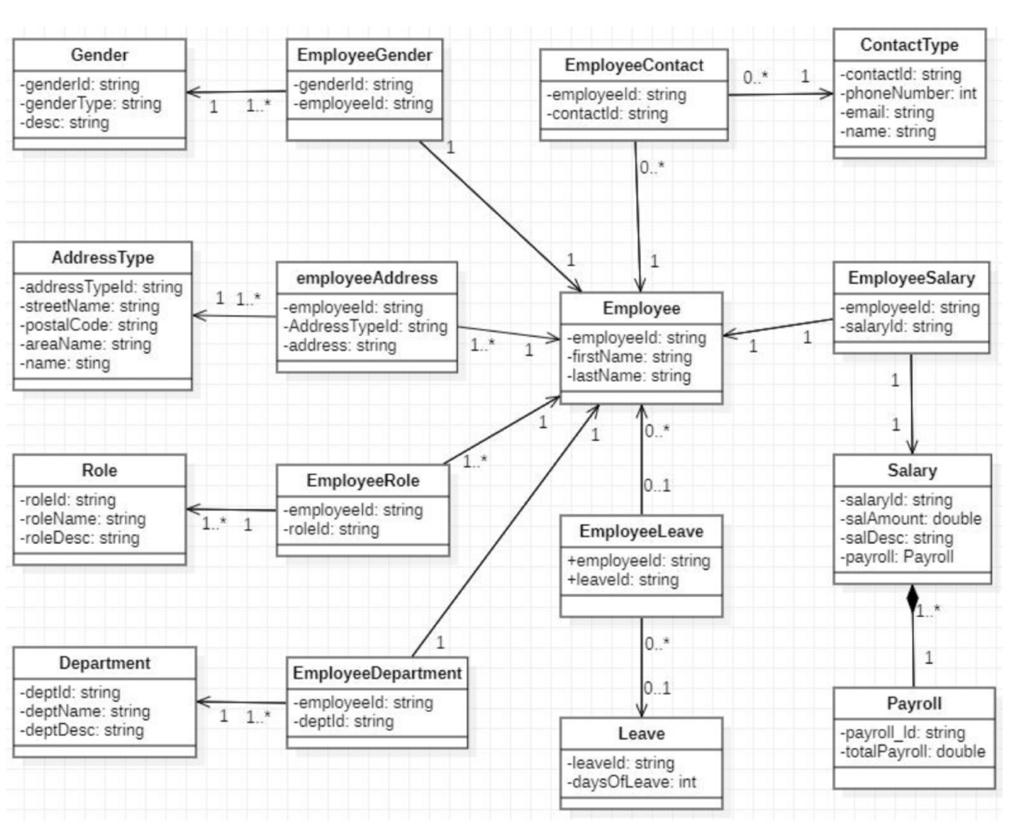 Gender
-genderId: string
-genderType: string
-desc: string
1
1..*
EmployeeGender
-genderId: string
-employeeId: string
1
1
EmployeeContact
-employeeId: string
-contactId: string
0..*
1
0..*
1
ContactType
-contactId: string
-phoneNumber: int
-email: string
-name: string
AddressType
-addressTypeId: string
-streetName: string
-postalCode: string
-areaName: string
-name: sting
1
1..*
employeeAddress
-employeeId: string
-AddressTypeId: string
-address: string
1..*
1
Employee
-employeeId: string
-firstName: string
-lastName: string
1
1
EmployeeSalary
-employeeId: string
-salaryId: string
1
1
Role
-roleId: string
-roleName: string
-roleDesc: string
1..*
1
EmployeeRole
-employeeId: string
-roleId: string
1..*
1
1
0..*
0..1
EmployeeLeave
+employeeId: string
+leaveId: string
0..*
0..1
Salary
-salaryId: string
-salAmount: double
-salDesc: string
-payroll: Payroll
1..*
1
Department
-deptId: string
-deptName: string
-deptDesc: string
1
1..*
EmployeeDepartment
-employeeId: string
-deptId: string
1
Leave
-leaveId: string
-daysOfLeave: int
Payroll
-payroll_Id: string
-totalPayroll: double